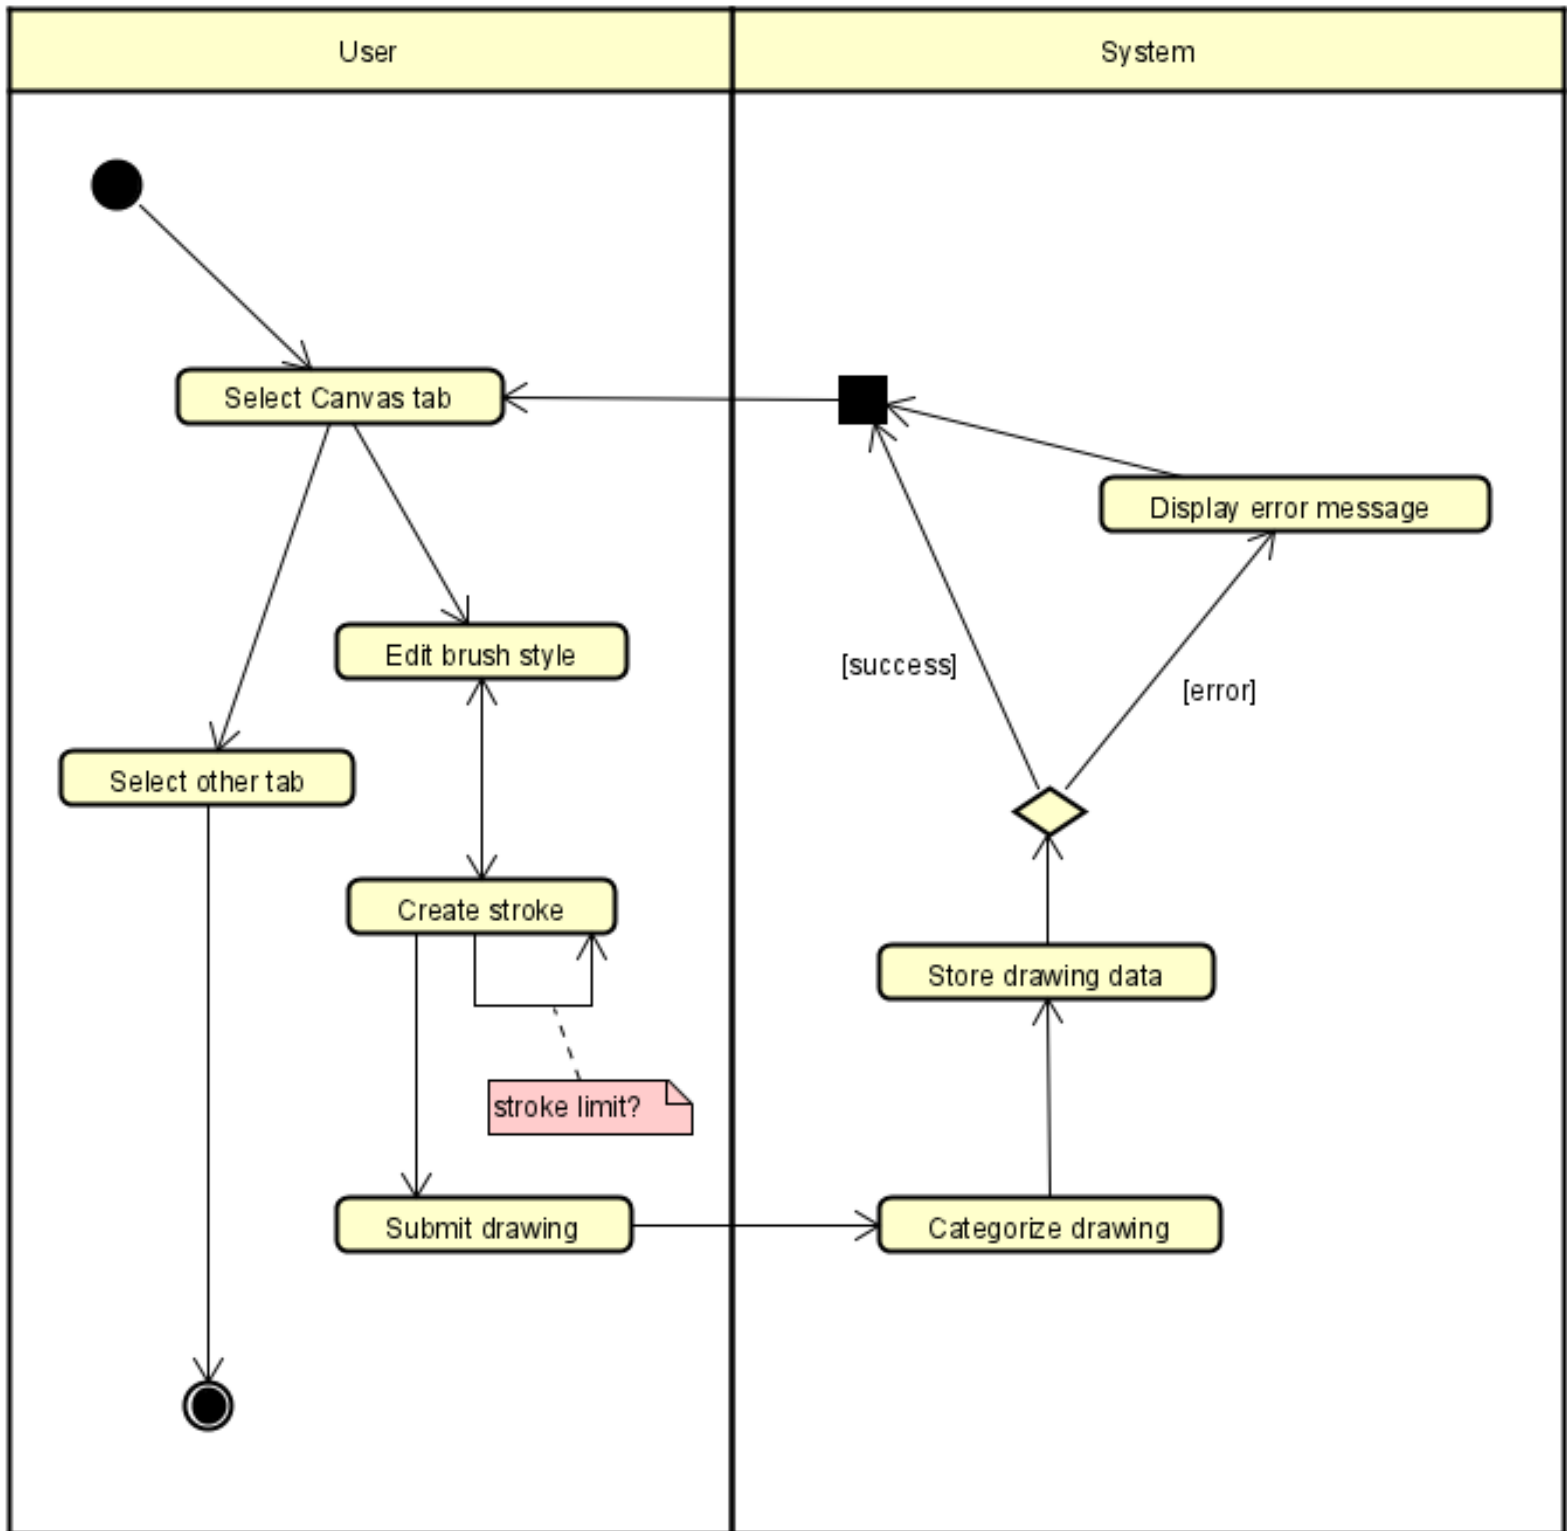 User
System
Select Canvas tab
Display error message
Edit brush style
[success]
[error]
Select other tab
Create stroke
Store drawing data
stroke limit?
Submit drawing
Categorize drawing